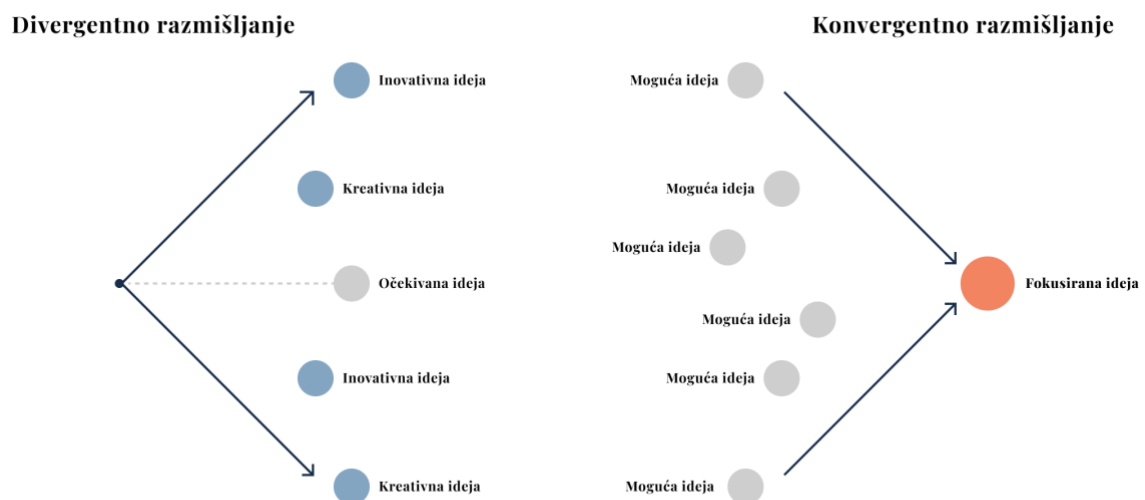 Divergentno razmišljanje
Inovativna ideja
Kreativna ideja
Očekivana ideja
Inovativna ideja
Kreativna ideja
Konvergentno razmišljanje
Moguća ideja
Moguća ideja
Moguća ideja
Moguća ideja
Moguća ideja
Moguća ideja
Fokusirana ideja